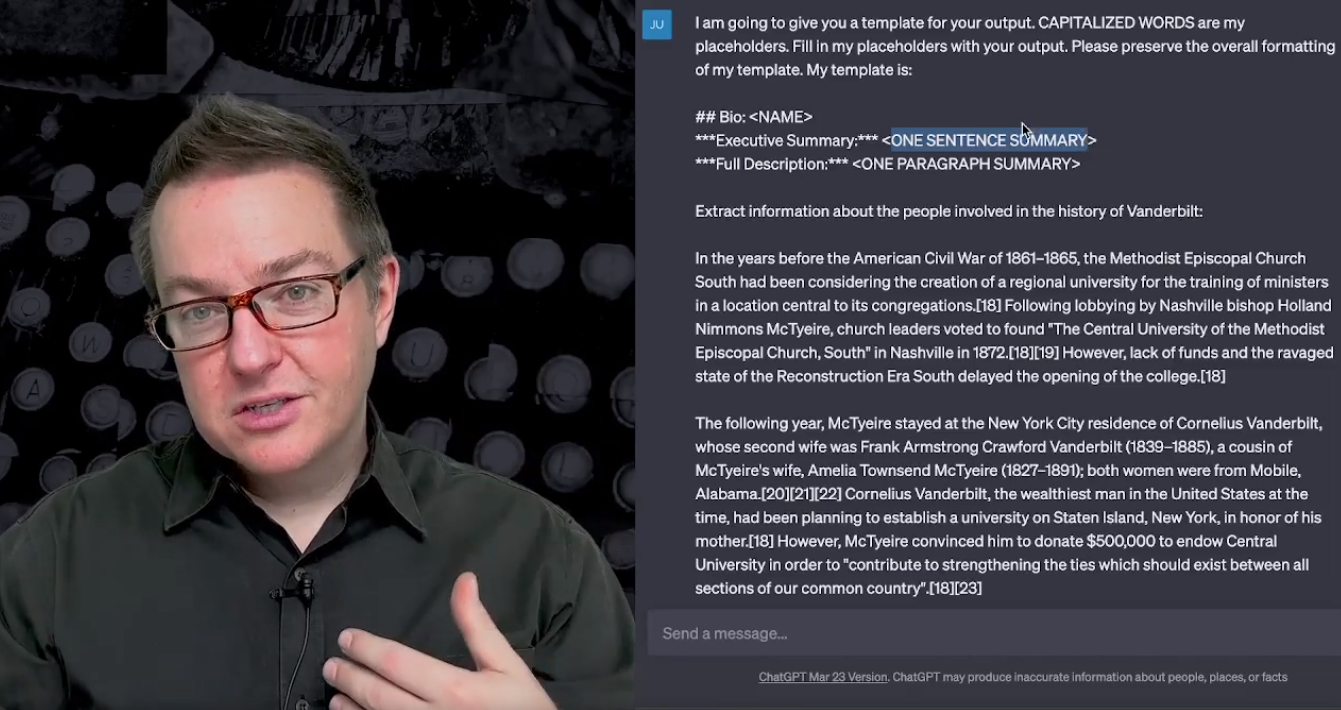 JU
I am going to give you a template for your output. CAPITALIZED WORDS are my
placeholders. Fill in my placeholders with your output. Please preserve the overall formatting
of my template. My template is:
## Bio: <NAME>
***Executive Summary:*** <ONE SENTENCE SUMMARY>
***Full Description:*** <ONE PARAGRAPH SUMMARY>
Extract information about the people involved in the history of Vanderbilt:
In the years before the American Civil War of 1861–1865, the Methodist Episcopal Church
South had been considering the creation of a regional university for the training of ministers
in a location central to its congregations.[18] Following lobbying by Nashville bishop Holland
Nimmons McTyeire, church leaders voted to found "The Central University of the Methodist
Episcopal Church, South" in Nashville in 1872.[18][19] However, lack of funds and the ravaged
state of the Reconstruction Era South delayed the opening of the college.[18]
The following year, McTyeire stayed at the New York City residence of Cornelius Vanderbilt,
whose second wife was Frank Armstrong Crawford Vanderbilt (1839–1885), a cousin of
McTyeire's wife, Amelia Townsend McTyeire (1827–1891); both women were from Mobile,
Alabama.[20][21][22] Cornelius Vanderbilt, the wealthiest man in the United States at the
time, had been planning to establish a university on Staten Island, New York, in honor of his
mother.[18] However, McTyeire convinced him to donate $500,000 to endow Central
University in order to "contribute to strengthening the ties which should exist between all
sections of our common country".[18][23]
Send a message...
ChatGPT Mar 23 Version. ChatGPT may produce inaccurate information about people, places, or facts
W
U
A